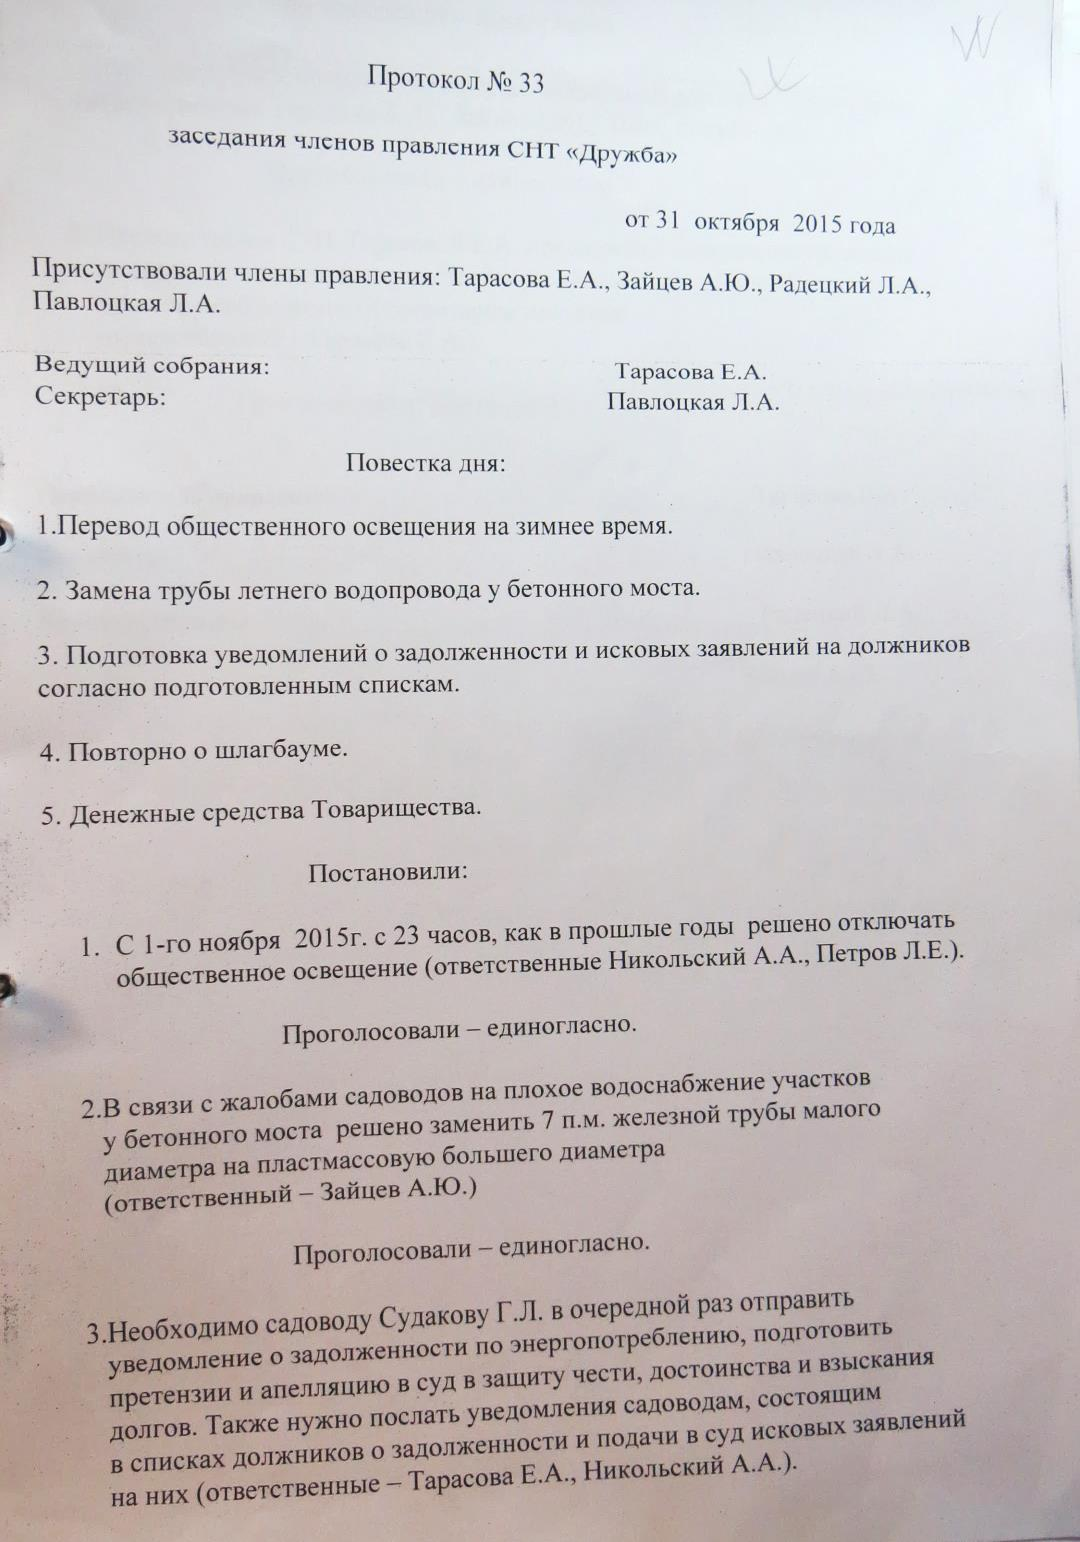 Протокол № 33
заседания членов правления СНТ «Дружба»
от 31 октября 2015 года
Присутствовали члены правления: Тарасова Е.А., Зайцев А.Ю., Радецкий Л.А.,
Павлоцкая Л.А.
Ведущий собрания: Тарасова Е.А.
Секретарь: Павлоцкая Л.А.
Повестка дня:
1.Перевод общественного освещения на зимнее время.
2. Замена трубы летнего водопровода у бетонного моста.
3. Подготовка уведомлений о задолженности и исковых заявлений на должников
согласно подготовленным спискам.
4. Повторно о шлагбауме.
5. Денежные средства Товарищества.
Постановили:
1. С 1-го ноября 2015г. с 23 часов, как в прошлые годы решено отключать
общественное освещение (ответственные Никольский А.А., Петров Л.Е.).
Проголосовали – единогласно.
2.В связи с жалобами садоводов на плохое водоснабжение участков
у бетонного моста решено заменить 7 п.м. железной трубы малого
диаметра на пластмассовую большего диаметра
(ответственный – Зайцев А.Ю.)
Проголосовали – единогласно.
3.Необходимо садоводу Судакову Г.Л. в очередной раз отправить
уведомление о задолженности по энергопотреблению, подготовить
претензии и апелляцию в суд в защиту чести, достоинства и взыскания
долгов. Также нужно послать уведомления садоводам, состоящим
в списках должников о задолженности и подачи в суд исковых заявлений
на них (ответственные – Тарасова Е.А., Никольский А.А.).